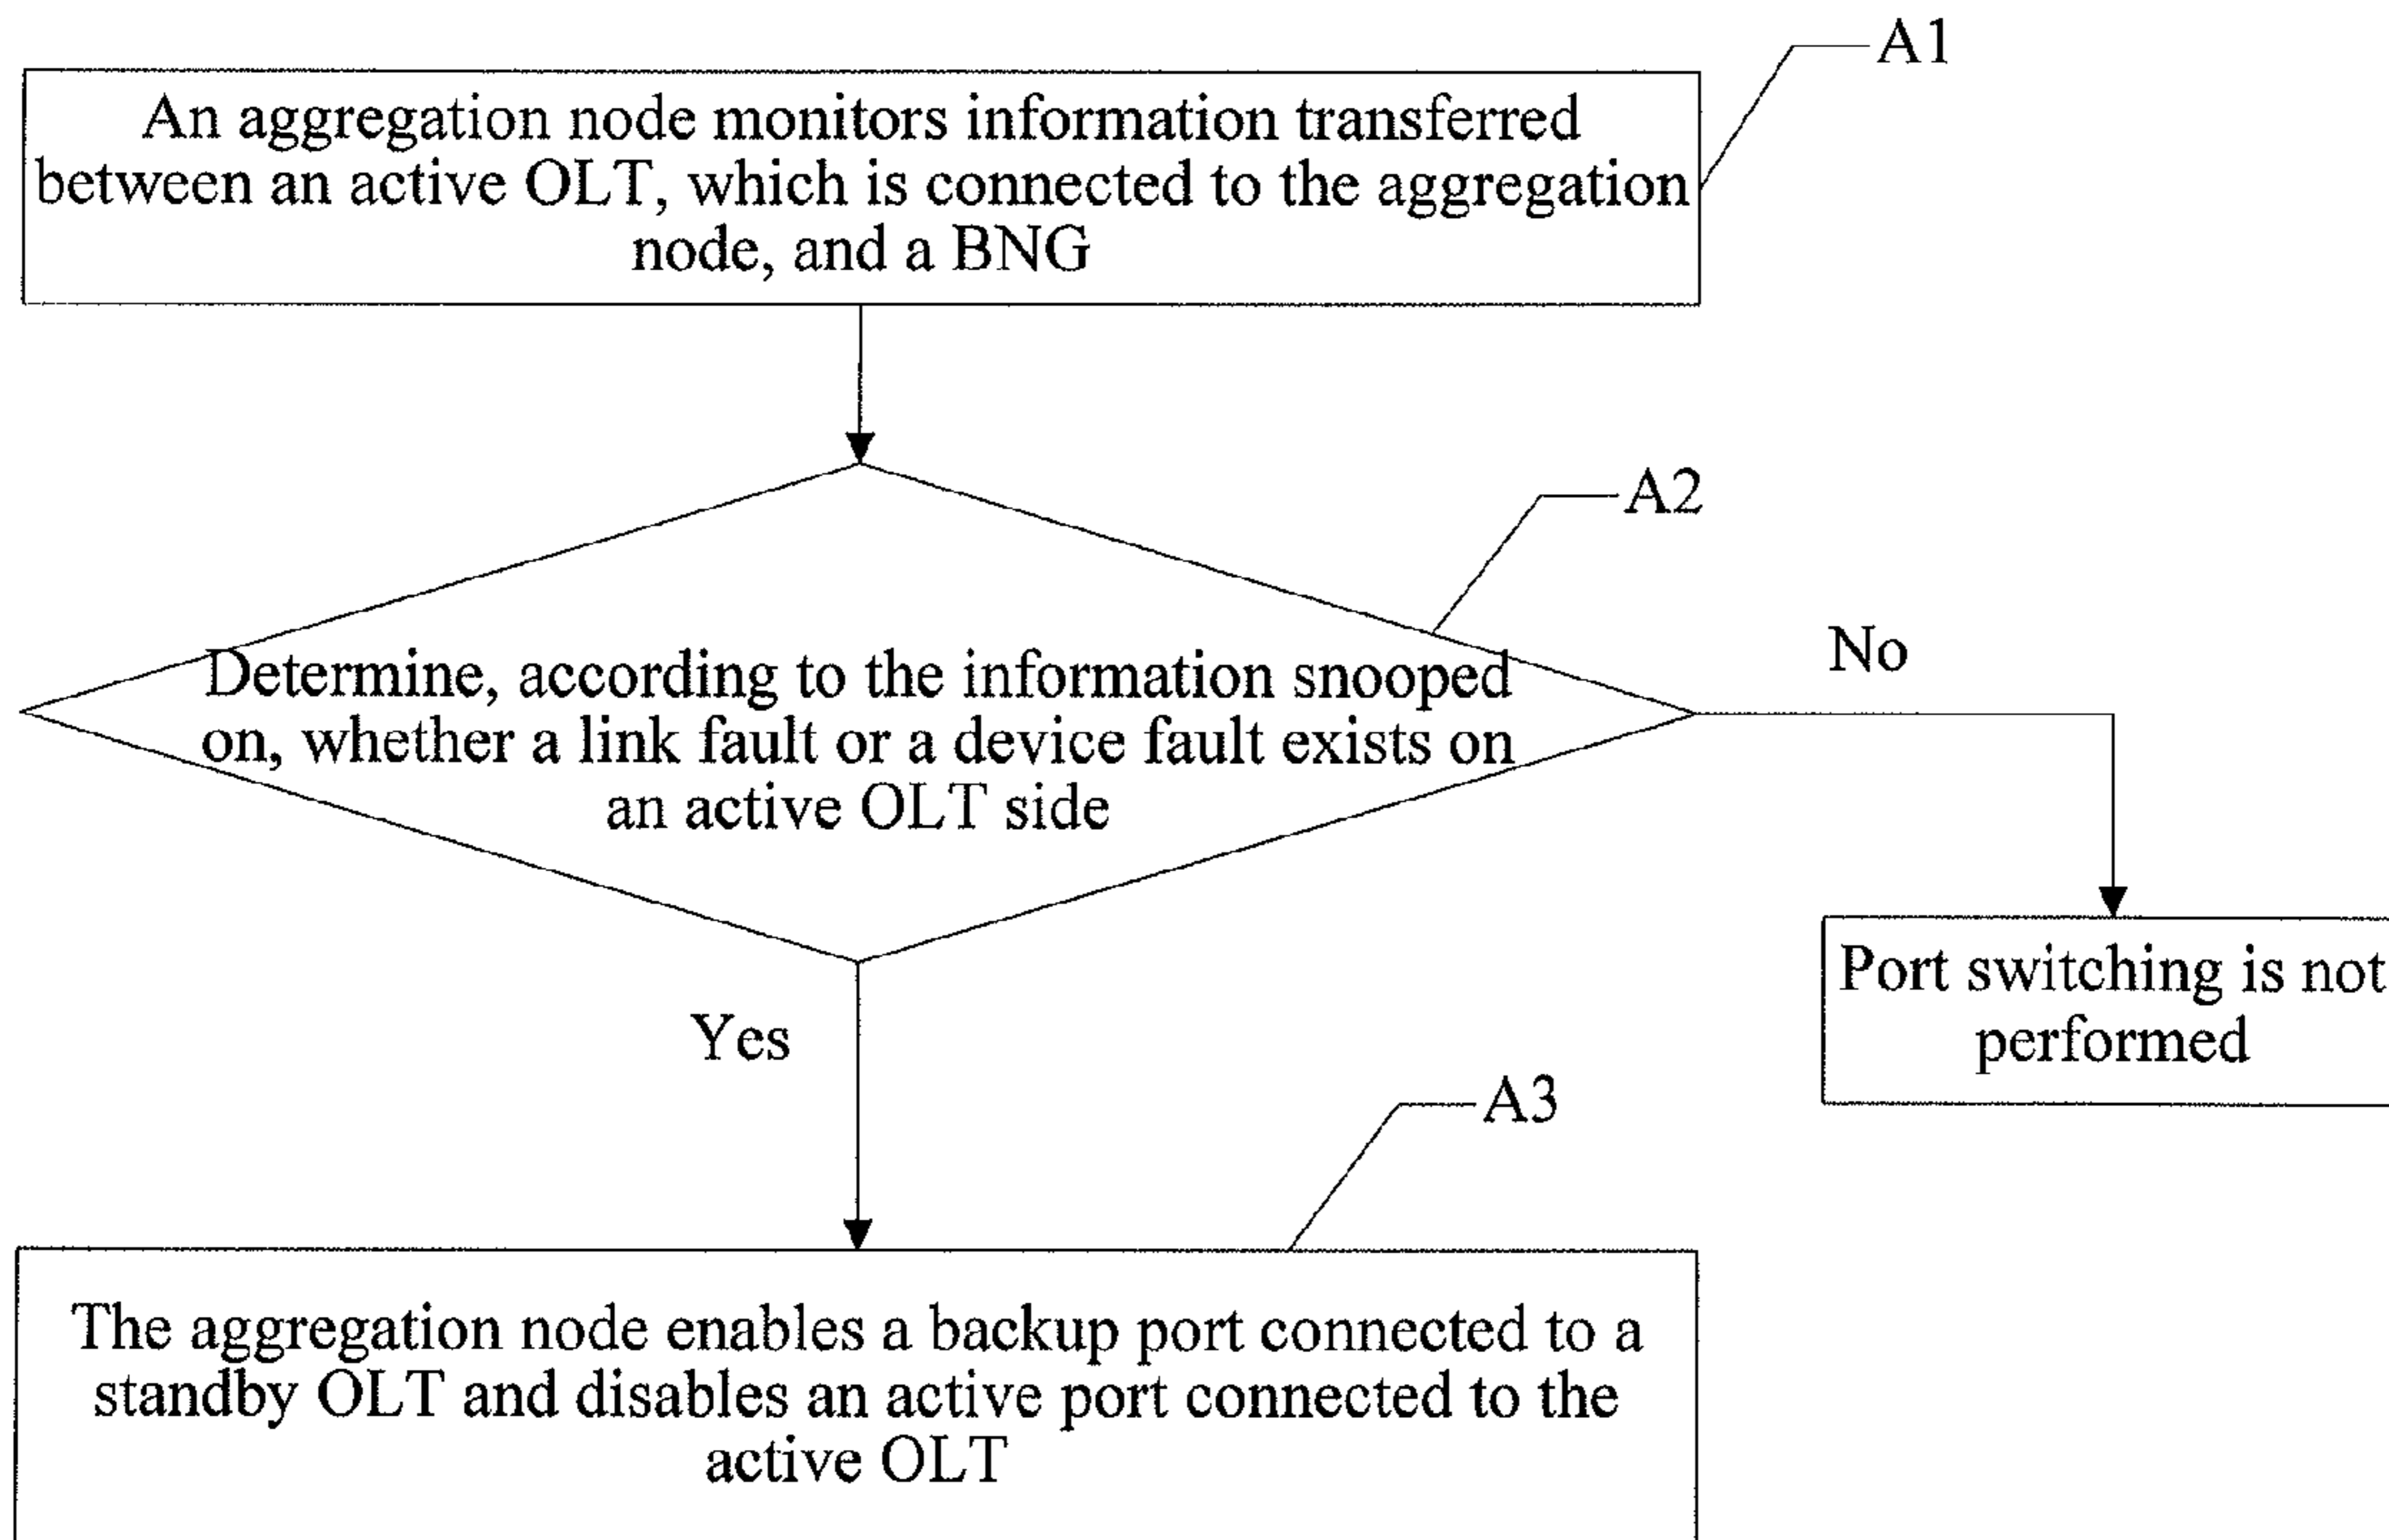 A1
An aggregation node monitors information transferred
between an active OLT, which is connected to the aggregation
node, and a BNG
A2
Determine, according to the information snooped
on, whether a link fault or a device fault exists on
an active OLT side
No
Port switching is not
performed
Yes
A3
The aggregation node enables a backup port connected to a
standby OLT and disables an active port connected to the
active OLT